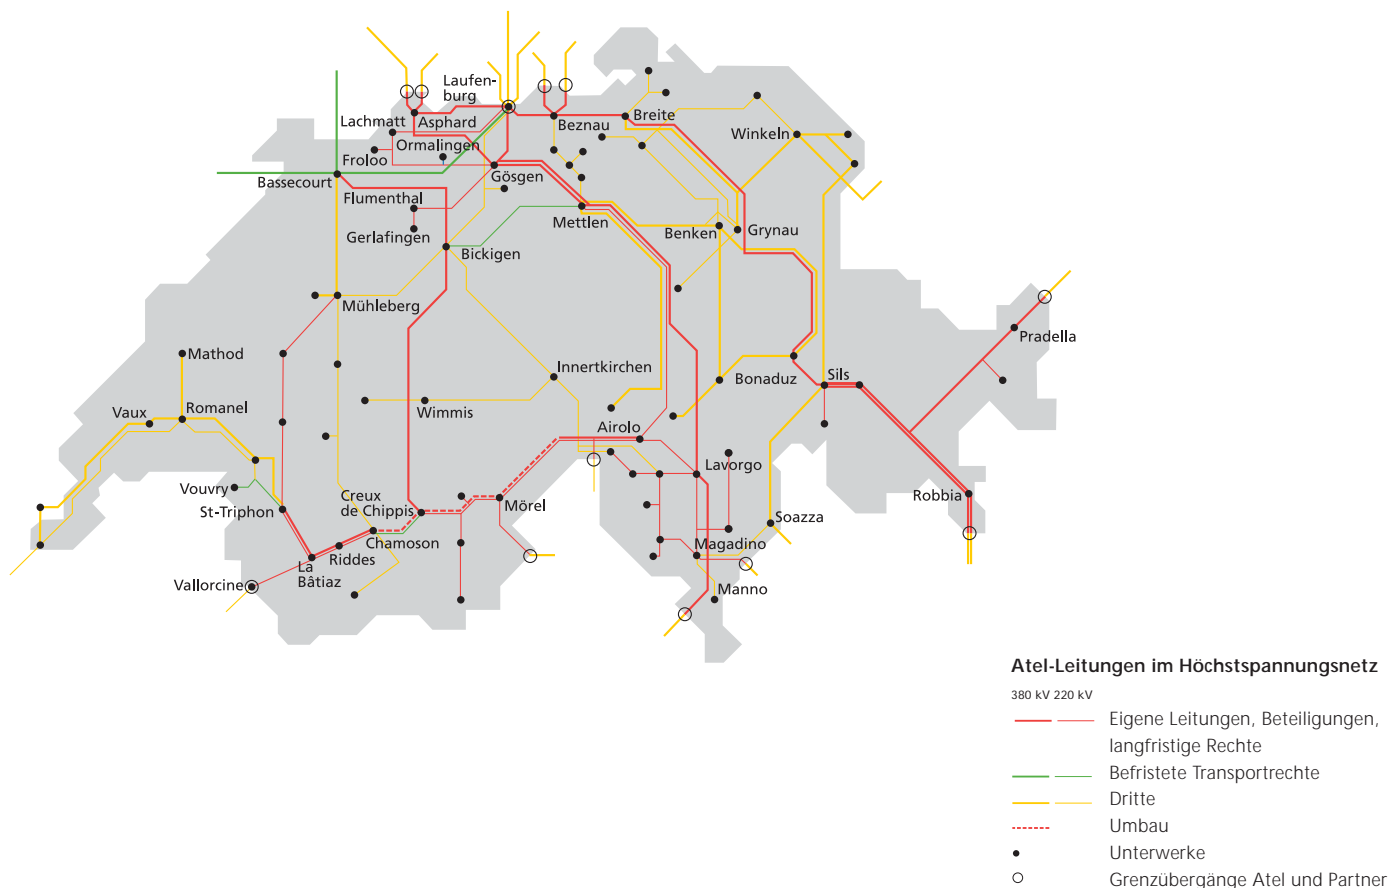 Laufen-
burg
Lachmatt
Asphard
Beznau
Breite
Winkeln
Ormalingen
Froloo
Bassecourt
Gösgen
Flumenthal
Mettlen
Benken
Grynau
Gerlafingen
Bickigen
Mühleberg
Pradella
Mathod
Innertkirchen
Bonaduz
Sils
Vaux
Romanel
Wimmis
Airolo
Lavorgo
Vouvry
Creux
de Chippis
Mörel
Robbia
St-Triphon
Soazza
Chamoson
Riddes
Magadino
La
Bâtiaz
Vallorcine
Manno
Atel-Leitungen im Höchstspannungsnetz
380 kV 220 kV
Eigene Leitungen, Beteiligungen,
langfristige Rechte
Befristete Transportrechte
Dritte
Umbau
Unterwerke
Grenzübergänge Atel und Partner